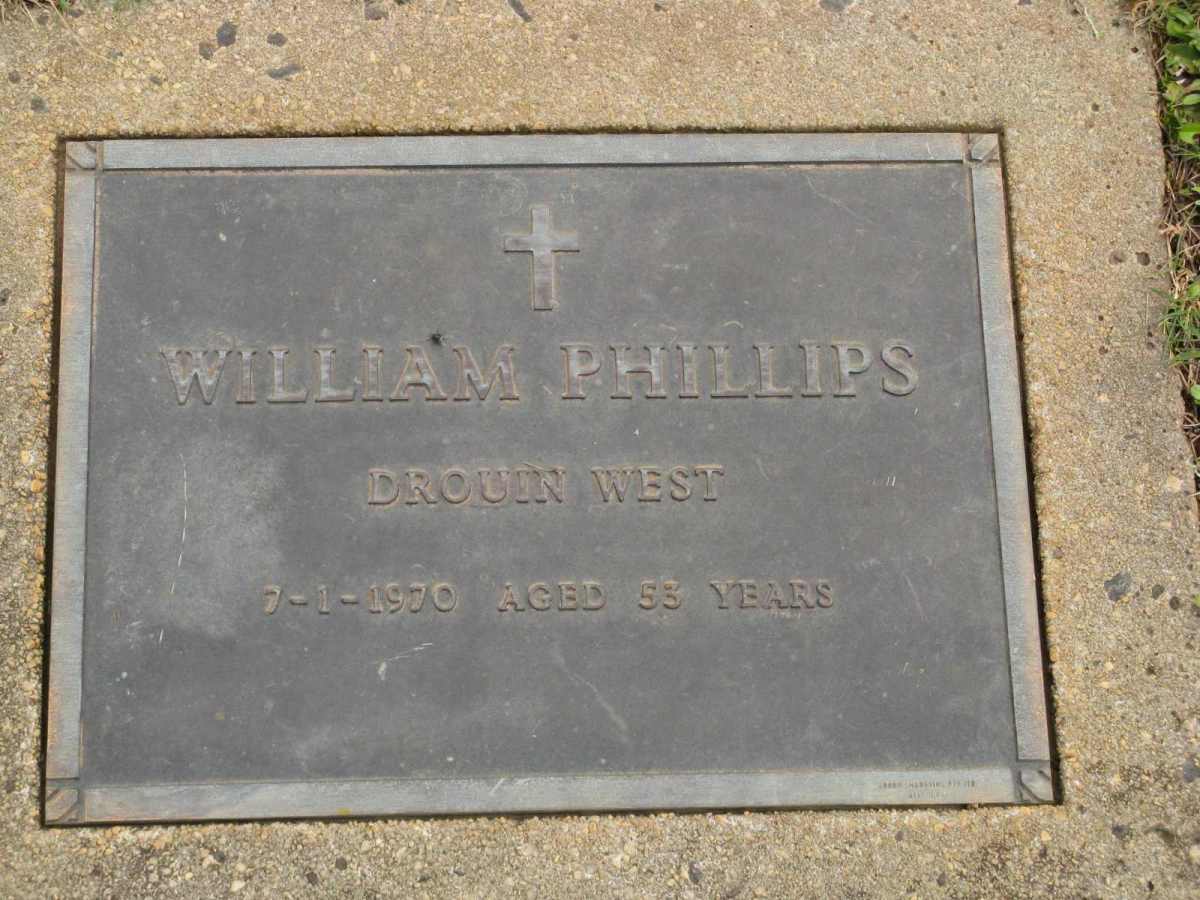 WILLIAM PHILLIPS
DROUIN WEST
7-1-1970 AGED 53 YEARS